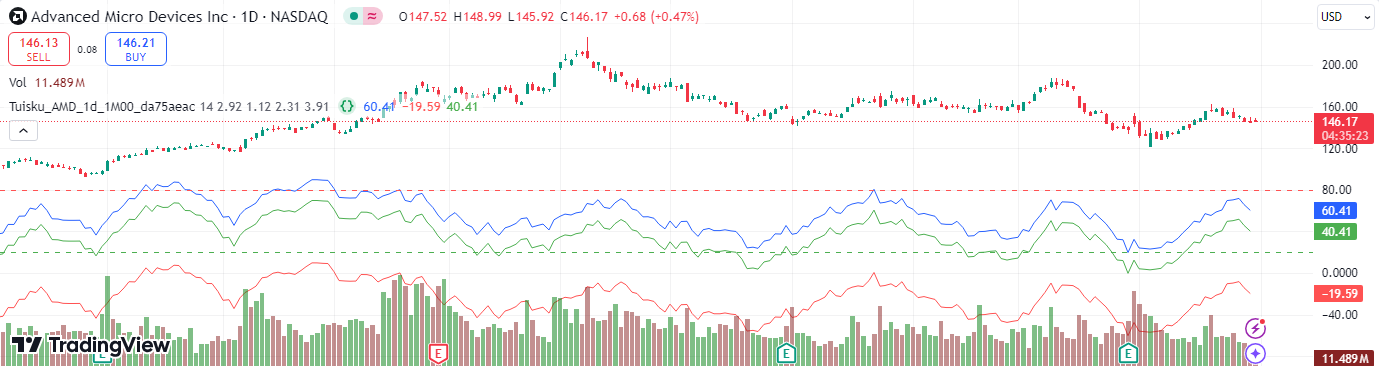 Advanced Micro Devices Inc · 1D · NASDAQ O147.52 H148.99 L145.92 C146.17 +0.68 (+0.47%)
USD
146.13 SELL
0.08
146.21 BUY
Vol 11.489 M
Tuisku_AMD_1d_1M00_da75aeac 14 2.92 1.12 2.31 3.91 {} 60.41 −19.59 40.41
200.00
160.00
146.17
04:35:23
120.00
80.00
60.41
40.41
0.0000
−19.59
−40.00
11.489 M
TradingView
E
E
E
E